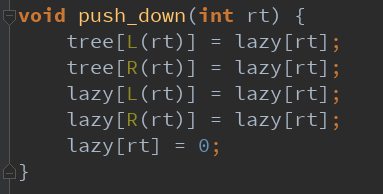 void push_down(int rt) {
    tree[L(rt)] = lazy[rt];
    tree[R(rt)] = lazy[rt];
    lazy[L(rt)] = lazy[rt];
    lazy[R(rt)] = lazy[rt];
    lazy[rt] = 0;
}